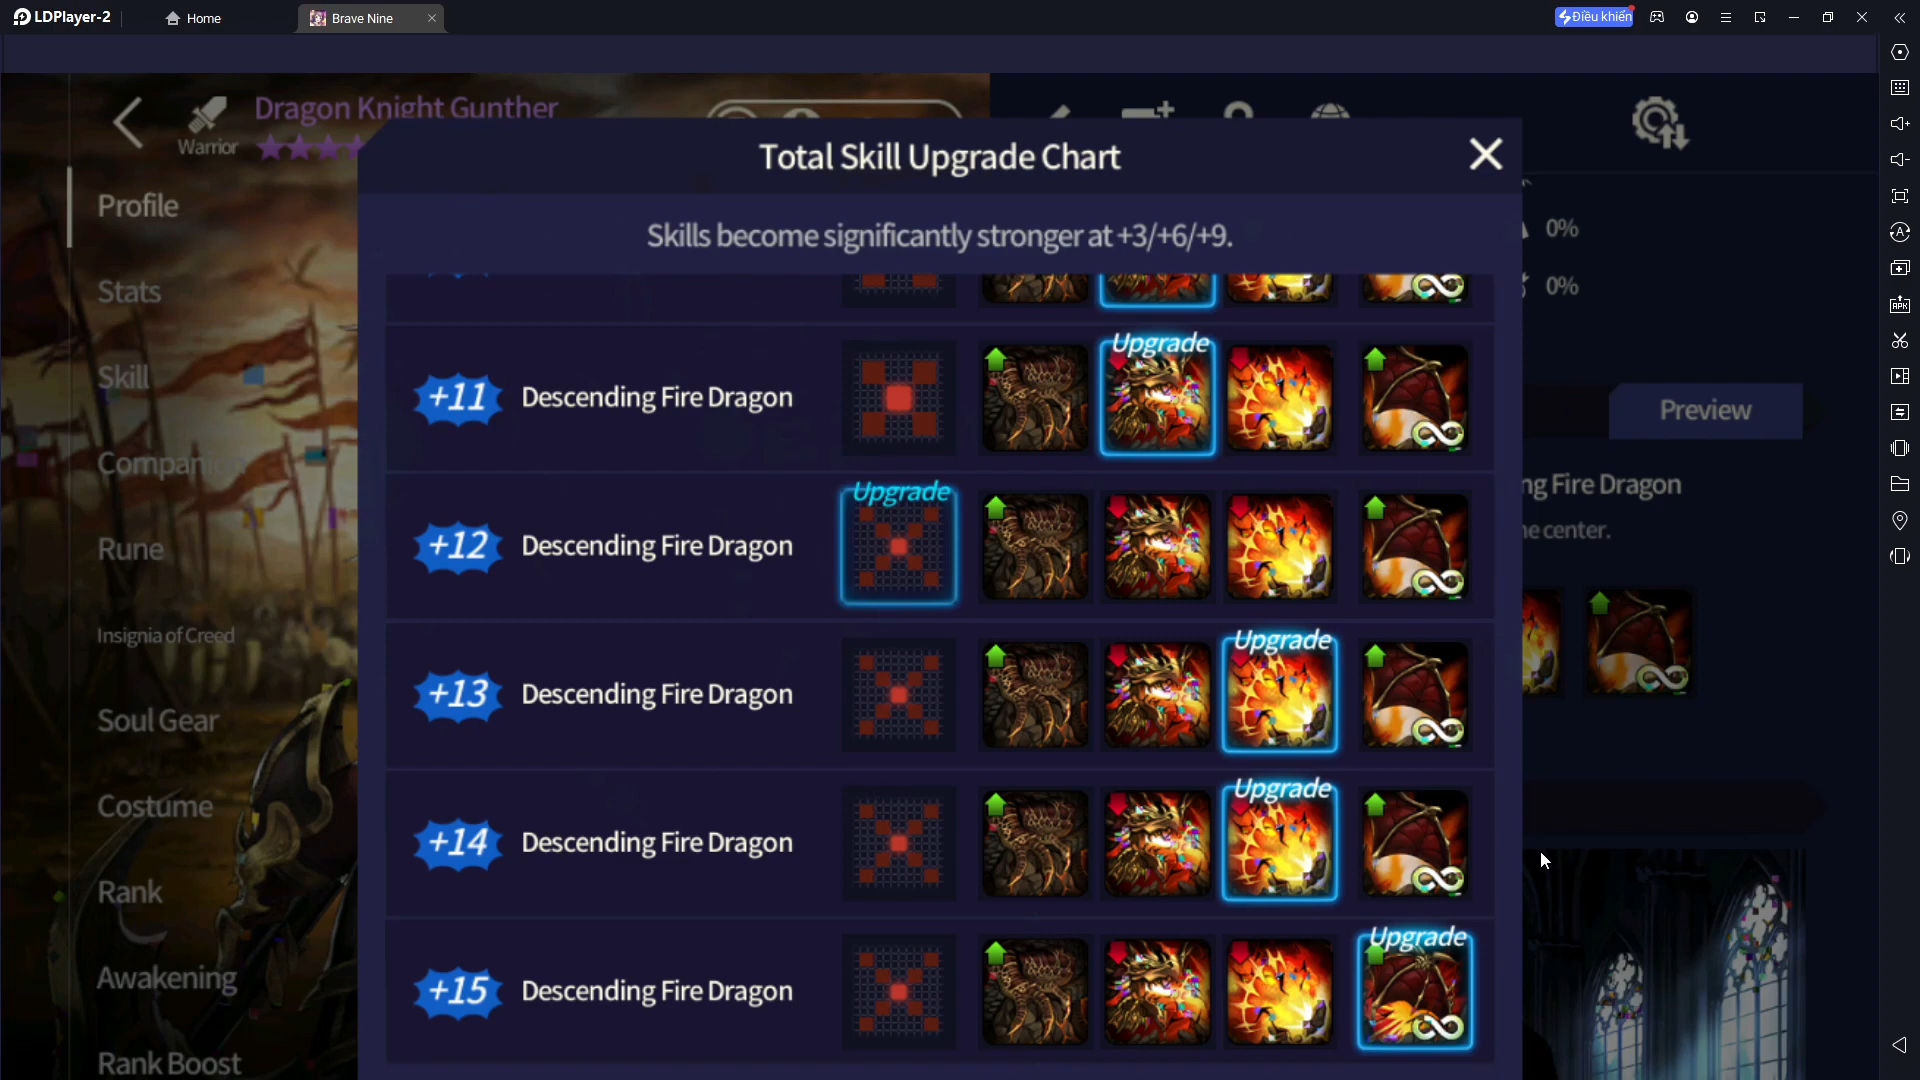 LDPlayer-2
Home
Brave Nine
Điều khiển
Dragon Knight Gunther
Warrior
Total Skill Upgrade Chart
Skills become significantly stronger at +3/+6/+9.
Profile
Stats
Skill
Companion
Rune
Insignia of Creed
Soul Gear
Costume
Rank
Awakening
Rank Boost
0%
0%
Preview
ng Fire Dragon
he center.
+11 Descending Fire Dragon
Upgrade
+12 Descending Fire Dragon
Upgrade
+13 Descending Fire Dragon
Upgrade
+14 Descending Fire Dragon
Upgrade
+15 Descending Fire Dragon
Upgrade
APK